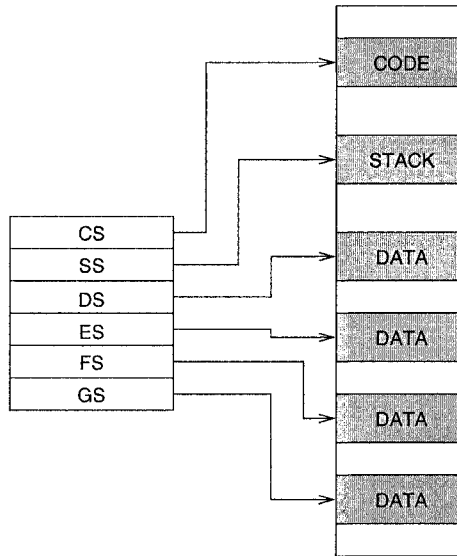 CS
SS
DS
ES
FS
GS
CODE
STACK
DATA
DATA
DATA
DATA